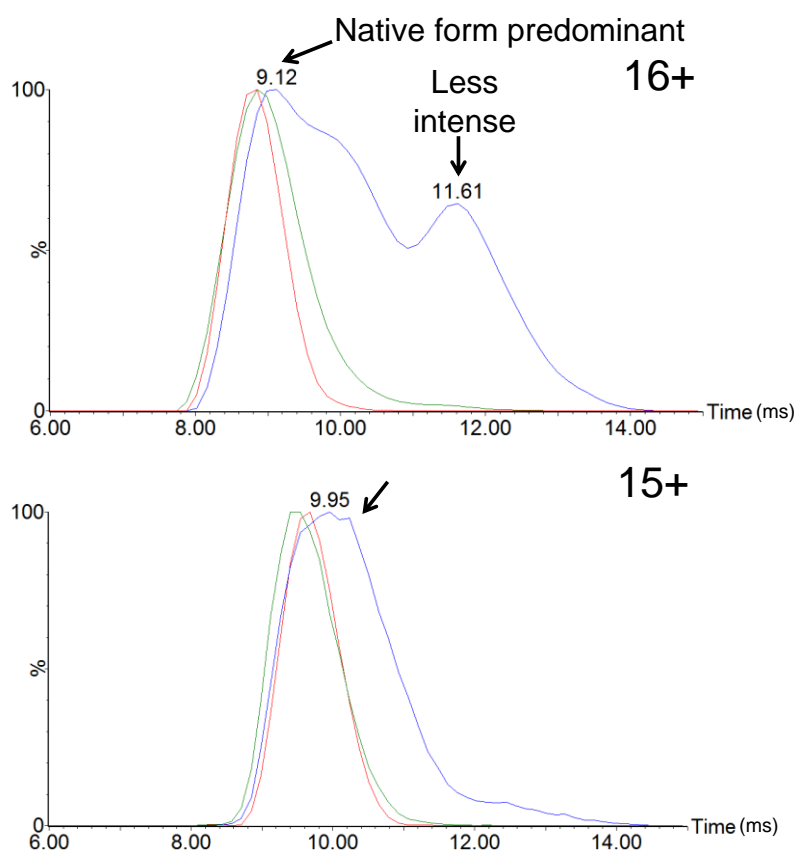 Native form predominant
9.12
16+
Less
intense
11.61
100
%
0
6.00 8.00 10.00 12.00 14.00 Time (ms)
15+
9.95
100
%
0
6.00 8.00 10.00 12.00 14.00 Time (ms)